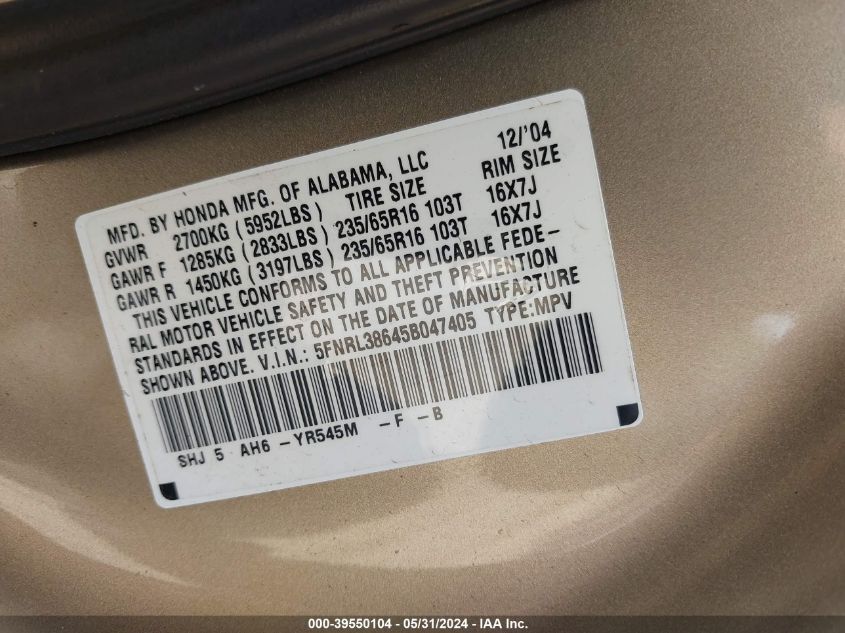 MFD. BY HONDA MFG. OF ALABAMA, LLC 12/'04
GVWR 2700KG (5952LBS) TIRE SIZE RIM SIZE
GAWR F 1285KG (2833LBS) 235/65R16 103T 16X7J
GAWR R 1450KG (3197LBS) 235/65R16 103T 16X7J
THIS VEHICLE CONFORMS TO ALL APPLICABLE FEDE-
RAL MOTOR VEHICLE SAFETY AND THEFT PREVENTION
STANDARDS IN EFFECT ON THE DATE OF MANUFACTURE
SHOWN ABOVE. V.I.N.: 5FNRL38645B047405 TYPE:MPV
SHJ 5 AH6 -YR545M -F -B
000-39550104 - 05/31/2024 - IAA Inc.